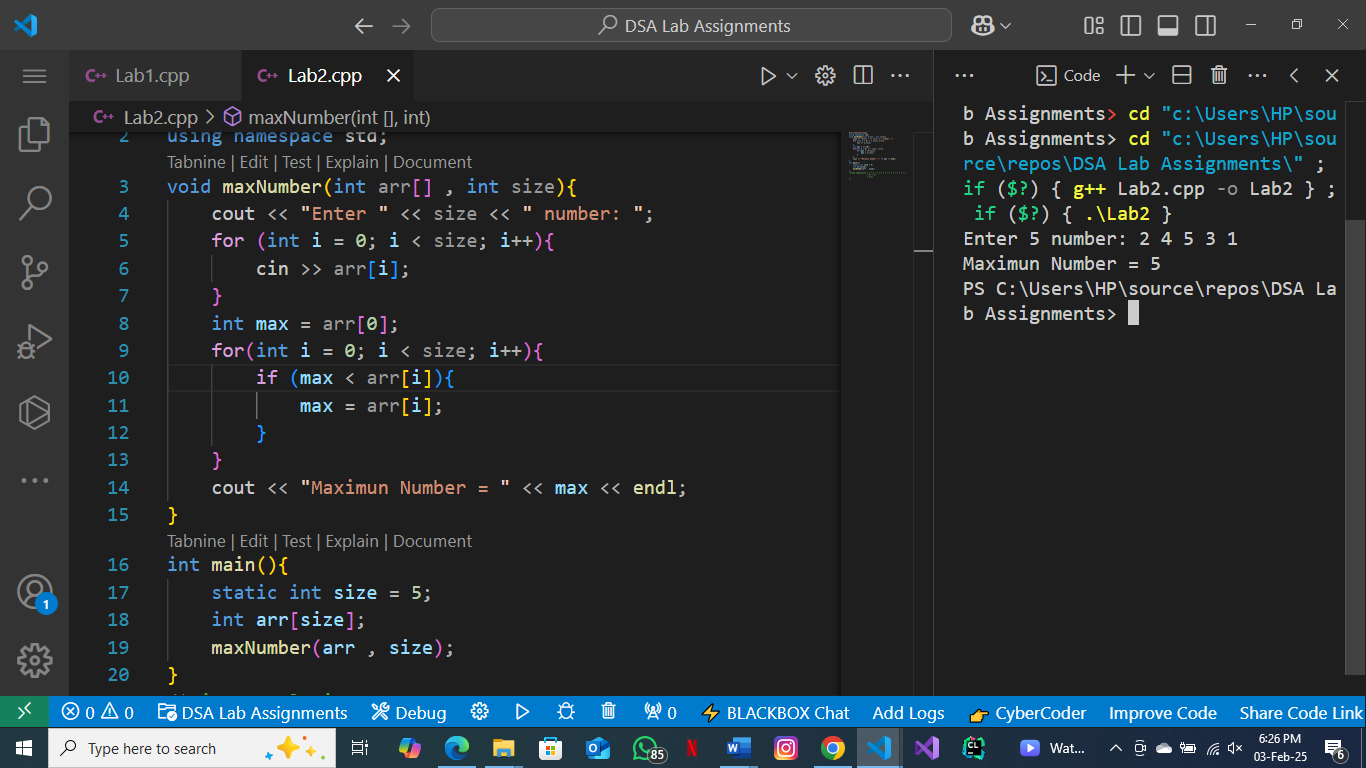 DSA Lab Assignments
Lab1.cpp
Lab2.cpp
Code
Lab2.cpp > maxNumber(int [], int)
2 using namespace std;
Tabnine | Edit | Test | Explain | Document
3 void maxNumber(int arr[] , int size){
4 cout << "Enter " << size << " number: ";
5 for (int i = 0; i < size; i++){
6 cin >> arr[i];
7 }
8 int max = arr[0];
9 for(int i = 0; i < size; i++){
10 if (max < arr[i]){
11 max = arr[i];
12 }
13 }
14 cout << "Maximun Number = " << max << endl;
15 }
Tabnine | Edit | Test | Explain | Document
16 int main(){
17 static int size = 5;
18 int arr[size];
19 maxNumber(arr , size);
20 }
b Assignments> cd "c:\Users\HP\sou
b Assignments> cd "c:\Users\HP\sou
rce\repos\DSA Lab Assignments\" ;
if ($?) { g++ Lab2.cpp -o Lab2 } ;
if ($?) { .\Lab2 }
Enter 5 number: 2 4 5 3 1
Maximun Number = 5
PS C:\Users\HP\source\repos\DSA La
b Assignments>
1
0 0 DSA Lab Assignments Debug 0 BLACKBOX Chat Add Logs CyberCoder Improve Code Share Code Link
Type here to search
85
Wat...
6:26 PM
03-Feb-25
6